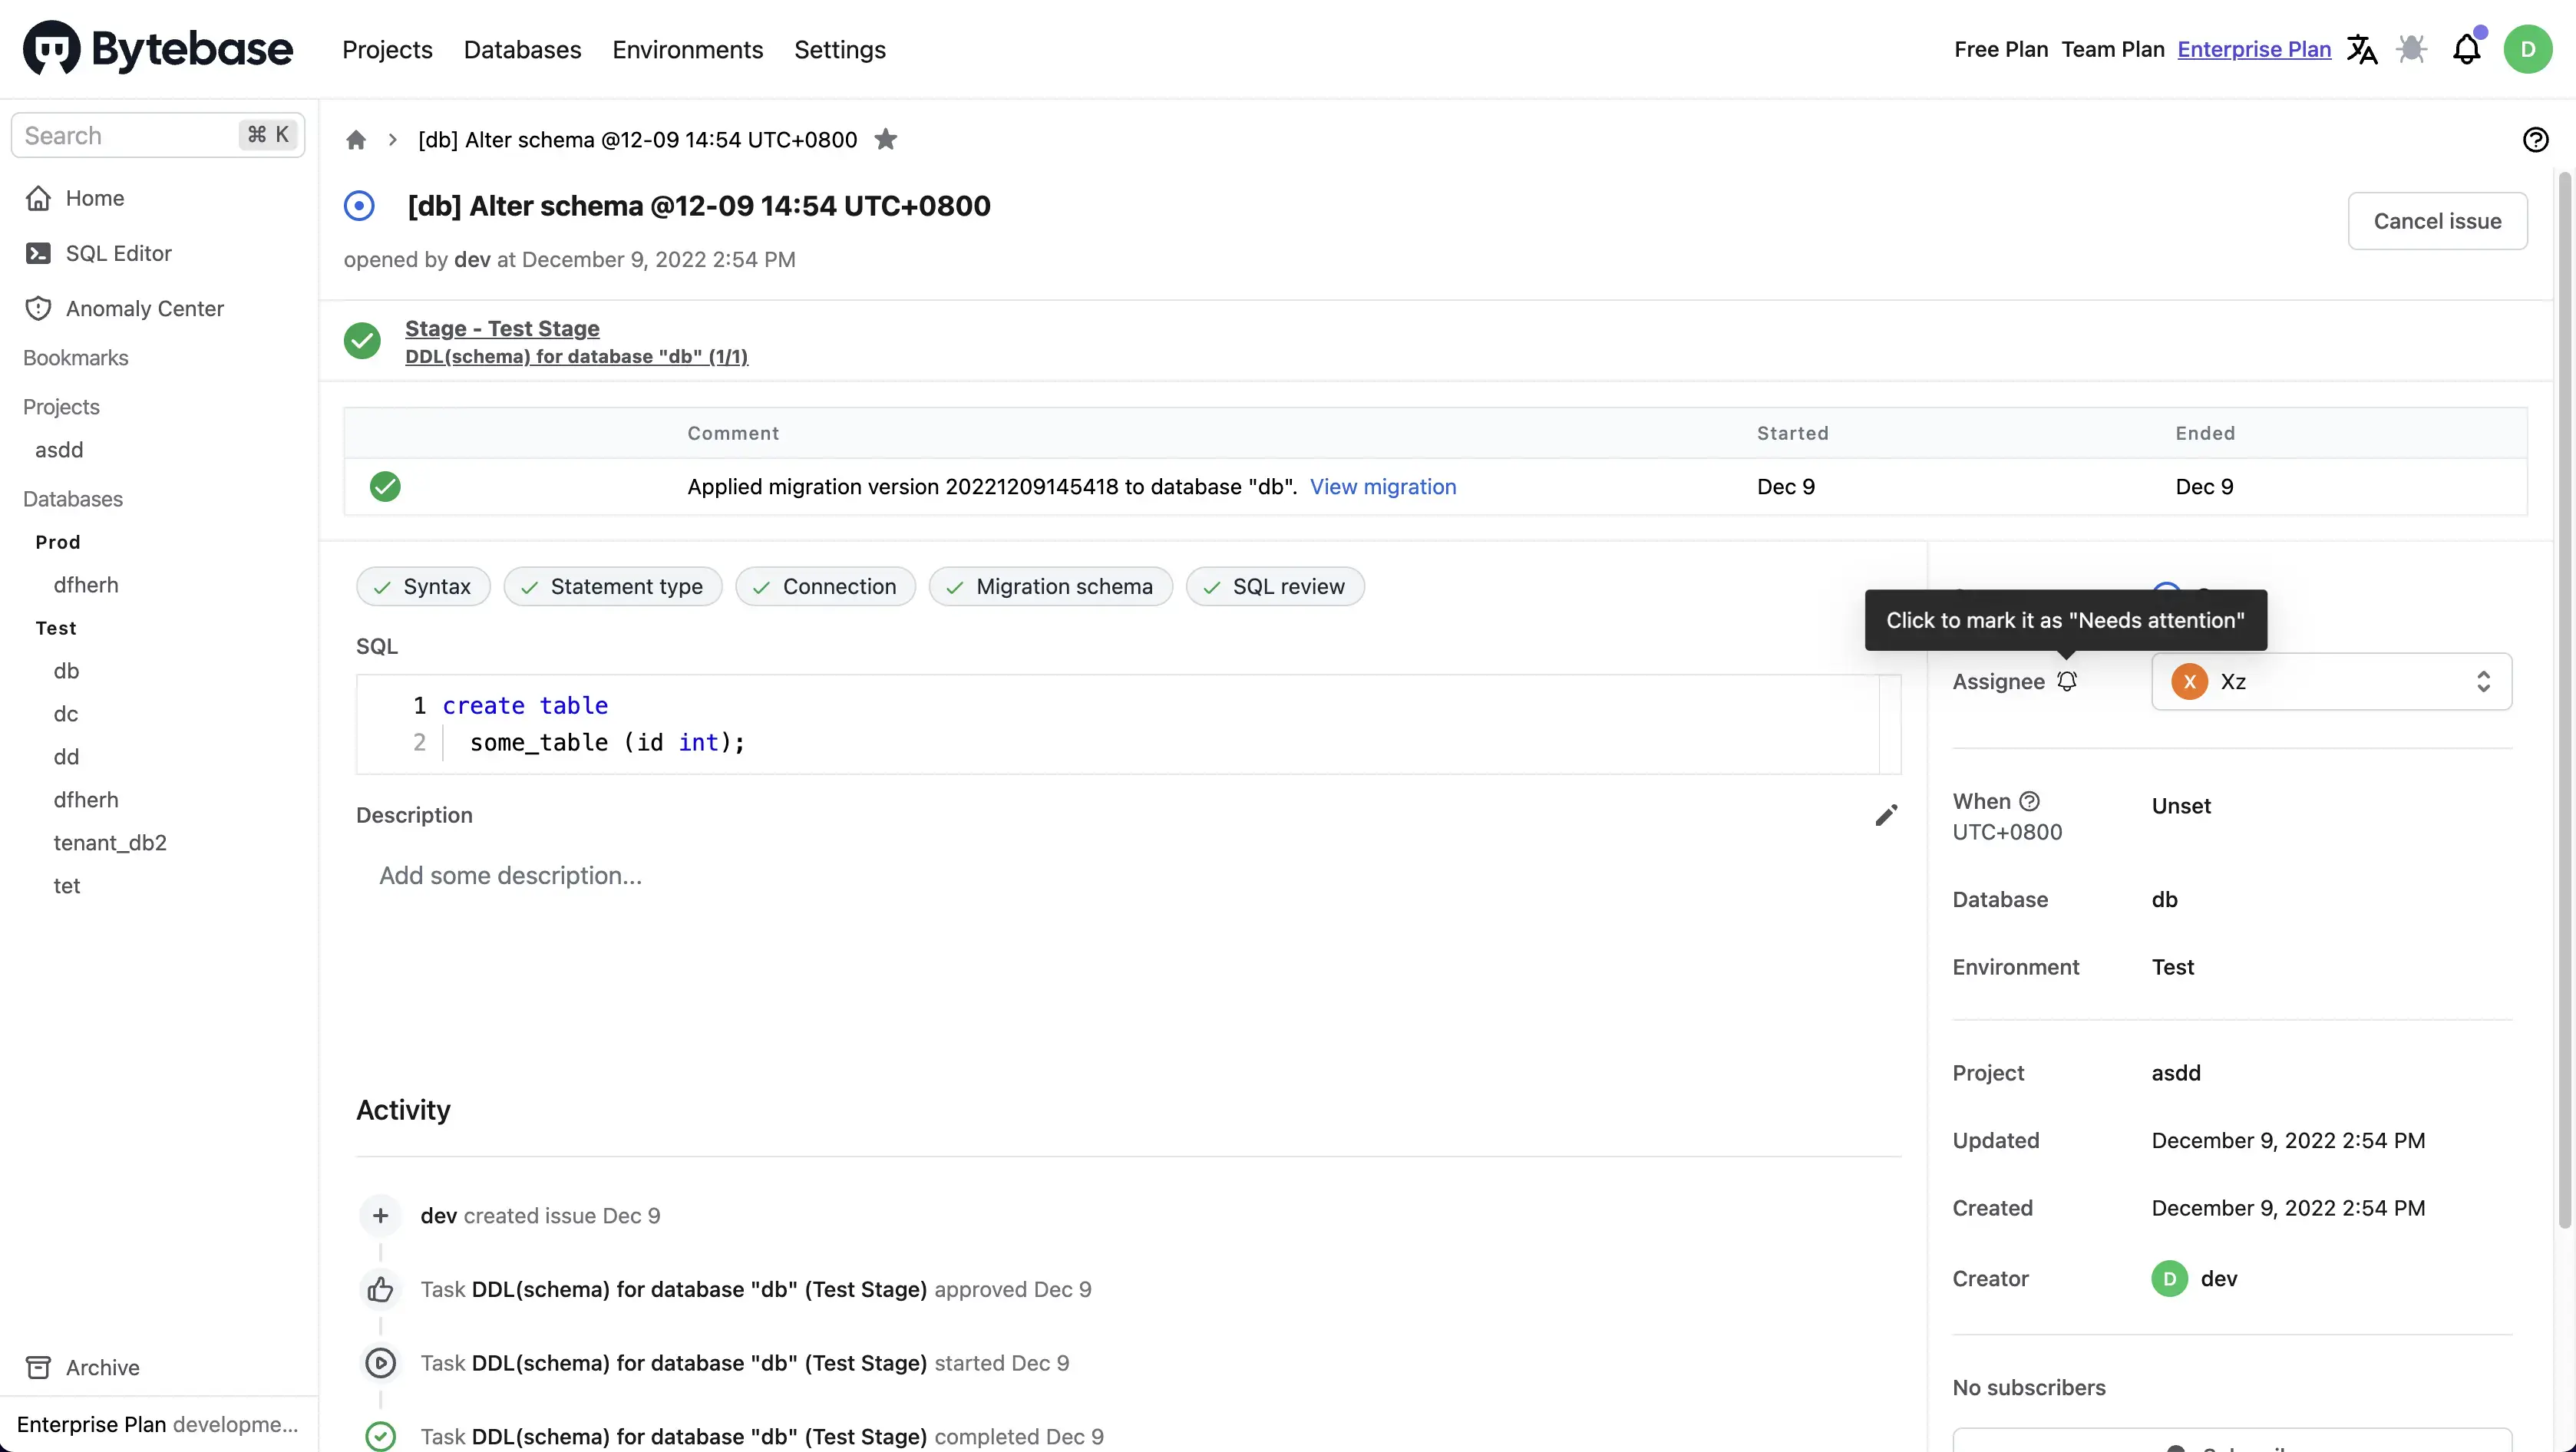 Bytebase
Projects Databases Environments Settings
Free Plan Team Plan Enterprise Plan
D
Search ⌘ K
Home
SQL Editor
Anomaly Center
Bookmarks
Projects
asdd
Databases
Prod
dfherh
Test
db
dc
dd
dfherh
tenant_db2
tet
Archive
Enterprise Plan developme...
[db] Alter schema @12-09 14:54 UTC+0800
[db] Alter schema @12-09 14:54 UTC+0800
Cancel issue
opened by dev at December 9, 2022 2:54 PM
Stage - Test Stage
DDL(schema) for database "db" (1/1)
Comment Started Ended
Applied migration version 20221209145418 to database "db". View migration Dec 9 Dec 9
Syntax Statement type Connection Migration schema SQL review
SQL
1 create table
2 some_table (id int);
Description
Add some description...
Activity
dev created issue Dec 9
Task DDL(schema) for database "db" (Test Stage) approved Dec 9
Task DDL(schema) for database "db" (Test Stage) started Dec 9
Task DDL(schema) for database "db" (Test Stage) completed Dec 9
Click to mark it as "Needs attention"
Assignee X Xz
When Unset
UTC+0800
Database db
Environment Test
Project asdd
Updated December 9, 2022 2:54 PM
Created December 9, 2022 2:54 PM
Creator D dev
No subscribers